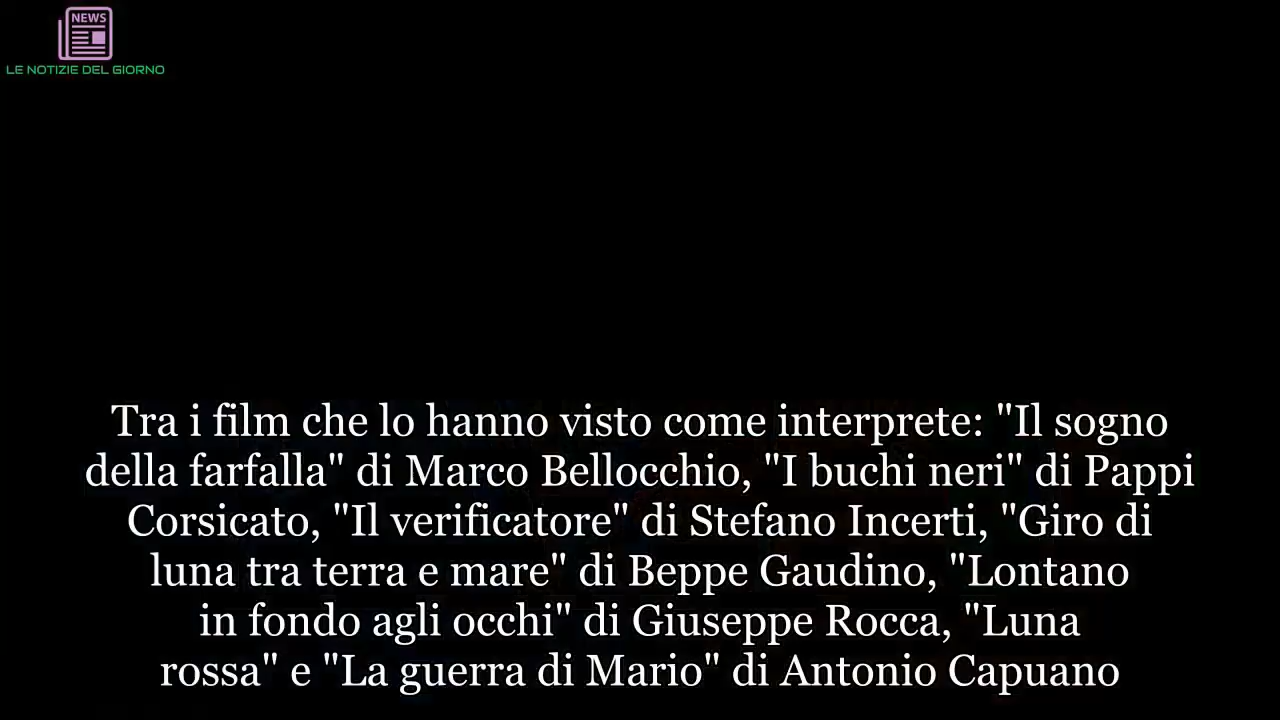 NEWS
LE NOTIZIE DEL GIORNO
Tra i film che lo hanno visto come interprete: "Il sogno
della farfalla" di Marco Bellocchio, "I buchi neri" di Pappi
Corsicato, "Il verificatore" di Stefano Incerti, "Giro di
luna tra terra e mare" di Beppe Gaudino, "Lontano
in fondo agli occhi" di Giuseppe Rocca, "Luna
rossa" e "La guerra di Mario" di Antonio Capuano